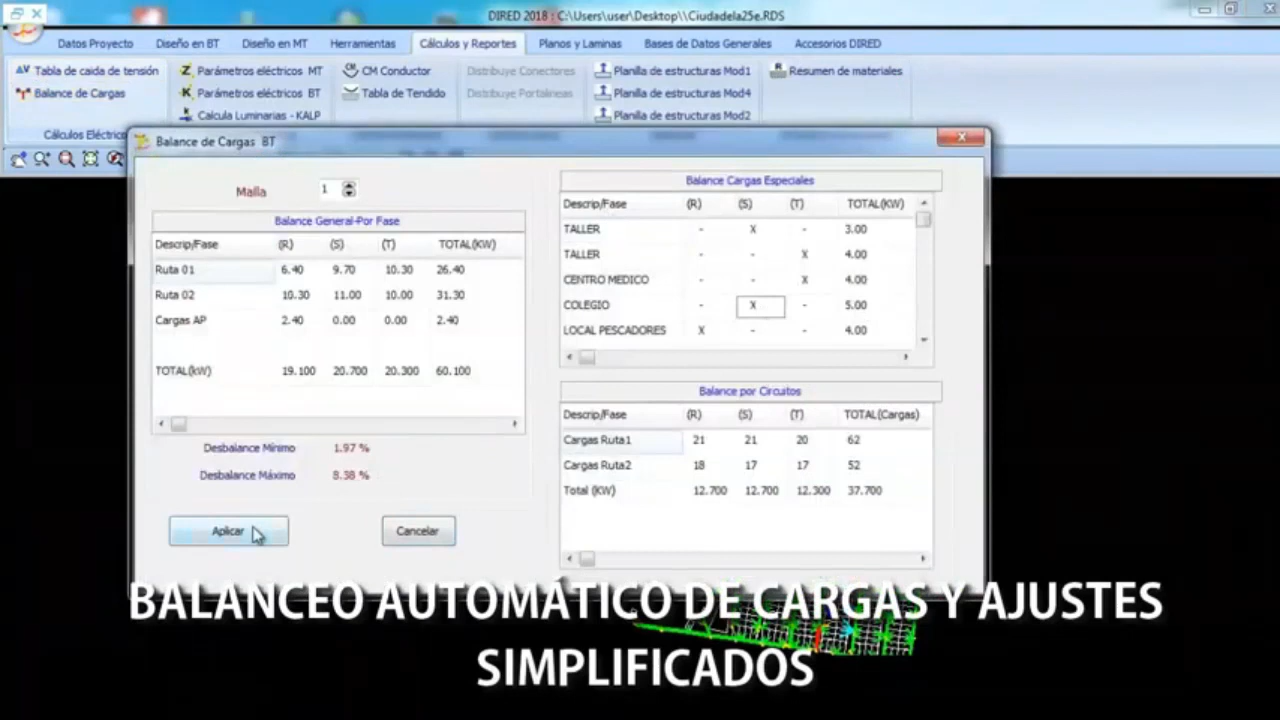 DIRED 2018 : C:\Users\user\Desktop\\Ciudadela25e.RDS
Datos Proyecto Diseño en BT Diseño en MT Herramientas Cálculos y Reportes Planos y Laminas Bases de Datos Generales Accesorios DIRED
Tabla de caida de tensión
Balance de Cargas
Cálculos Eléctrico
Parámetros eléctricos MT
Parámetros eléctricos BT
Calcula Luminarias - KALP
CM Conductor
Tabla de Tendido
Distribuye Conectores
Distribuye Portalineas
Planilla de estructuras Mod1
Planilla de estructuras Mod4
Planilla de estructuras Mod2
Resumen de materiales
Balance de Cargas BT
Malla 1
Balance General-Por Fase
Descrip/Fase (R) (S) (T) TOTAL(KW)
Ruta 01 6.40 9.70 10.30 26.40
Ruta 02 10.30 11.00 10.00 31.30
Cargas AP 2.40 0.00 0.00 2.40
TOTAL(kW) 19.100 20.700 20.300 60.100
Desbalance Mínimo 1.97 %
Desbalance Máximo 8.38 %
Aplicar Cancelar
Balance Cargas Especiales
Descrip/Fase (R) (S) (T) TOTAL(KW)
TALLER - X - 3.00
TALLER - - X 4.00
CENTRO MEDICO - - X 4.00
COLEGIO - X - 5.00
LOCAL PESCADORES X - - 4.00
Balance por Circuitos
Descrip/Fase (R) (S) (T) TOTAL(Cargas)
Cargas Ruta1 21 21 20 62
Cargas Ruta2 18 17 17 52
Total (KW) 12.700 12.700 12.300 37.700
BALANCEO AUTOMÁTICO DE CARGAS Y AJUSTES
SIMPLIFICADOS